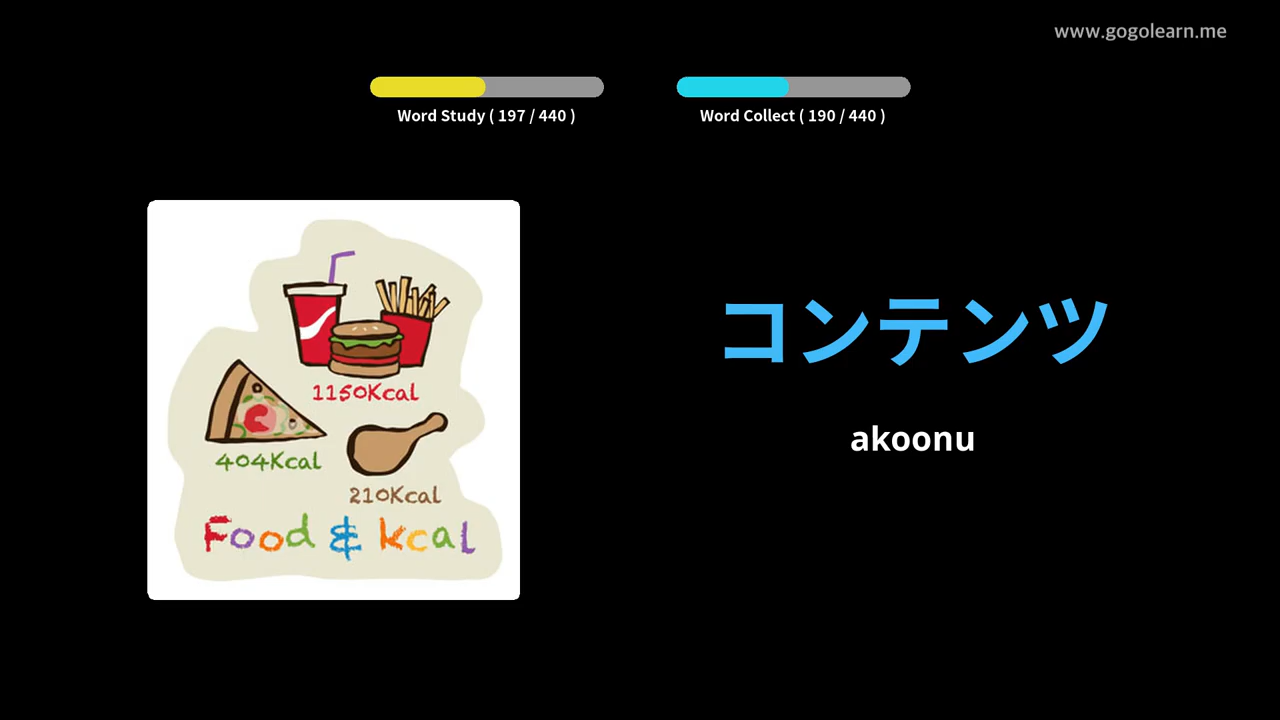 www.gogolearn.me
Word Study ( 197 / 440 )
Word Collect ( 190 / 440 )
1150Kcal
404Kcal
210Kcal
Food & kcal
コンテンツ
akoonu